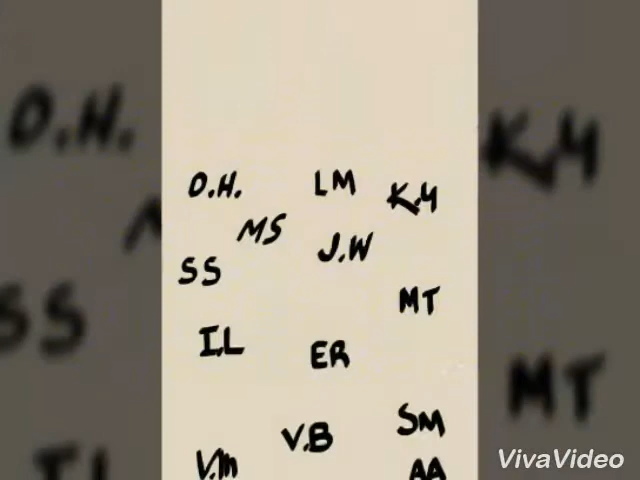 D.H. LM K.Y
MS J.W
SS
MT
I.L ER
V.B SM
V.M AA
VivaVideo